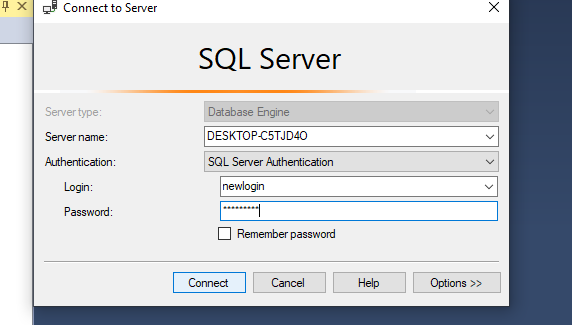 Connect to Server
SQL Server
Server type: Database Engine
Server name: DESKTOP-C5TJD4O
Authentication: SQL Server Authentication
Login: newlogin
Password: *********
Remember password
Connect Cancel Help Options >>